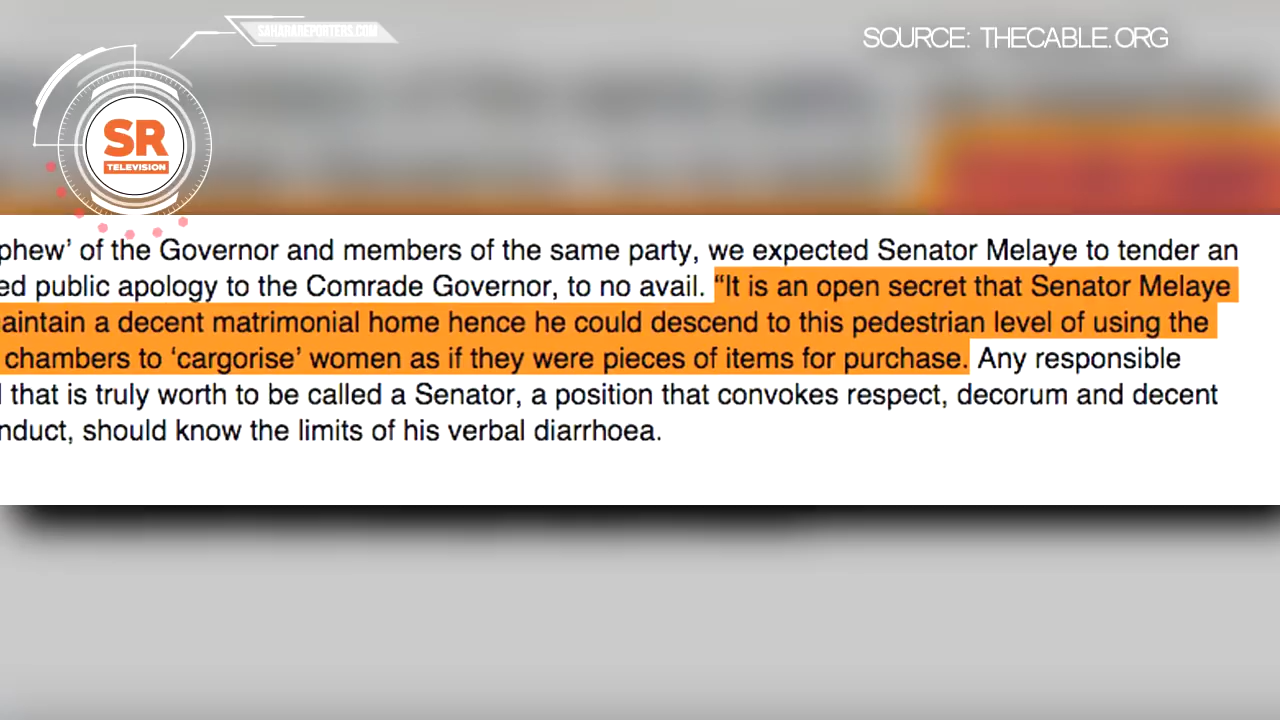 SAHARAREPORTERS.COM
SOURCE: THECABLE.ORG
SR
TELEVISION
phew’ of the Governor and members of the same party, we expected Senator Melaye to tender an
ed public apology to the Comrade Governor, to no avail. “It is an open secret that Senator Melaye
aintain a decent matrimonial home hence he could descend to this pedestrian level of using the
chambers to ‘cargorise’ women as if they were pieces of items for purchase. Any responsible
that is truly worth to be called a Senator, a position that convokes respect, decorum and decent
nduct, should know the limits of his verbal diarrhoea.